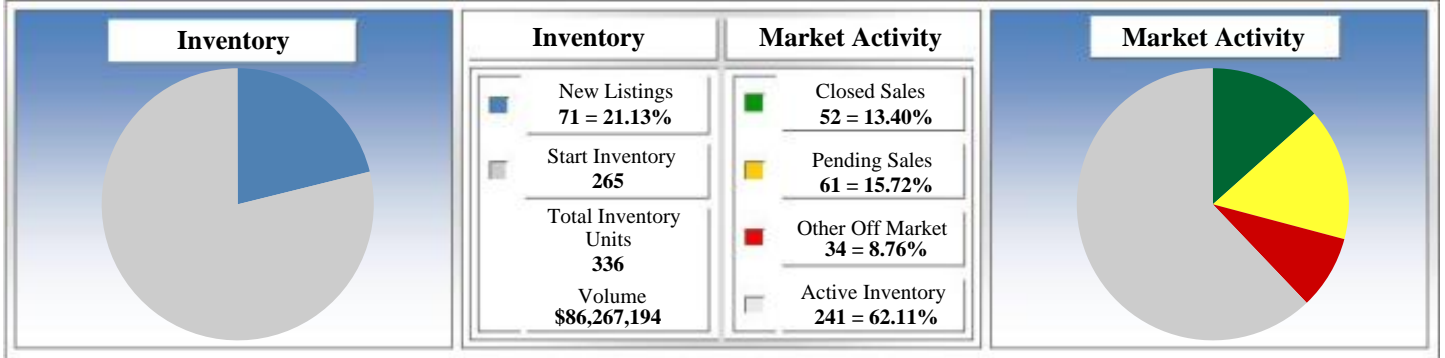 Inventory
Inventory
New Listings
71 = 21.13%
Start Inventory
265
Total Inventory
Units
336
Volume
$86,267,194
Market Activity
Closed Sales
52 = 13.40%
Pending Sales
61 = 15.72%
Other Off Market
34 = 8.76%
Active Inventory
241 = 62.11%
Market Activity